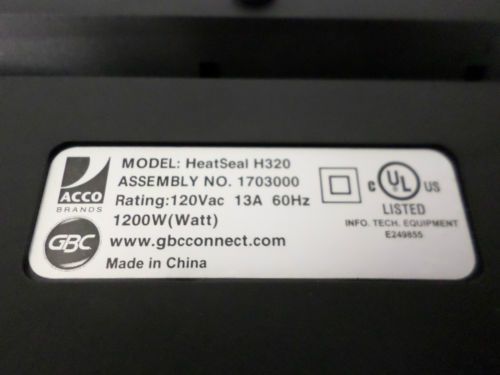 ACCO
BRANDS
GBC
MODEL: HeatSeal H320
ASSEMBLY NO. 1703000
Rating:120Vac 13A 60Hz
1200W(Watt)
www.gbcconnect.com
Made in China
C UL US
LISTED
INFO. TECH. EQUIPMENT
E249855